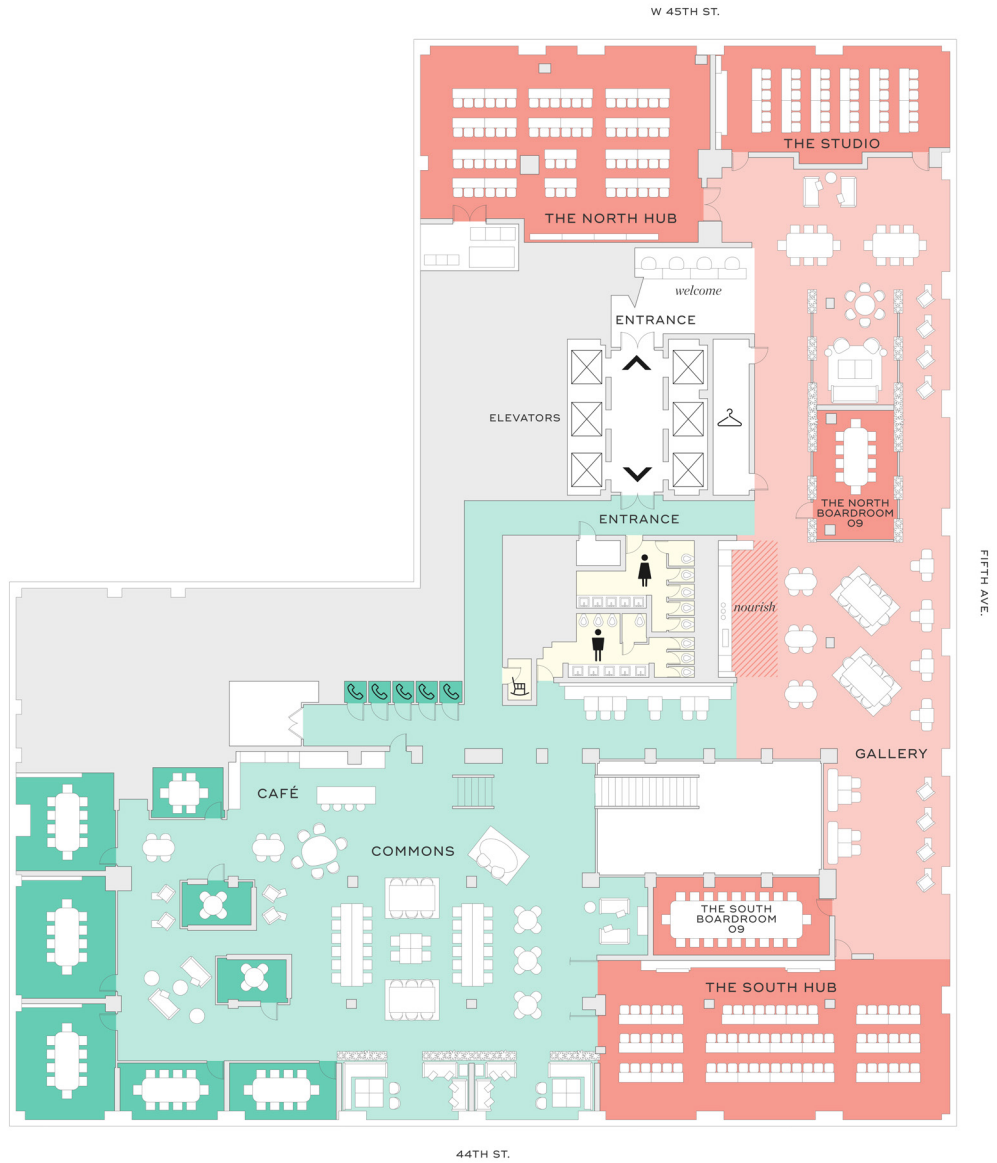 W 45TH ST.
THE STUDIO
THE NORTH HUB
welcome
ENTRANCE
ELEVATORS
THE NORTH
BOARDROOM
09
ENTRANCE
FIFTH AVE.
nourish
GALLERY
CAFÉ
COMMONS
THE SOUTH
BOARDROOM
09
THE SOUTH HUB
44TH ST.